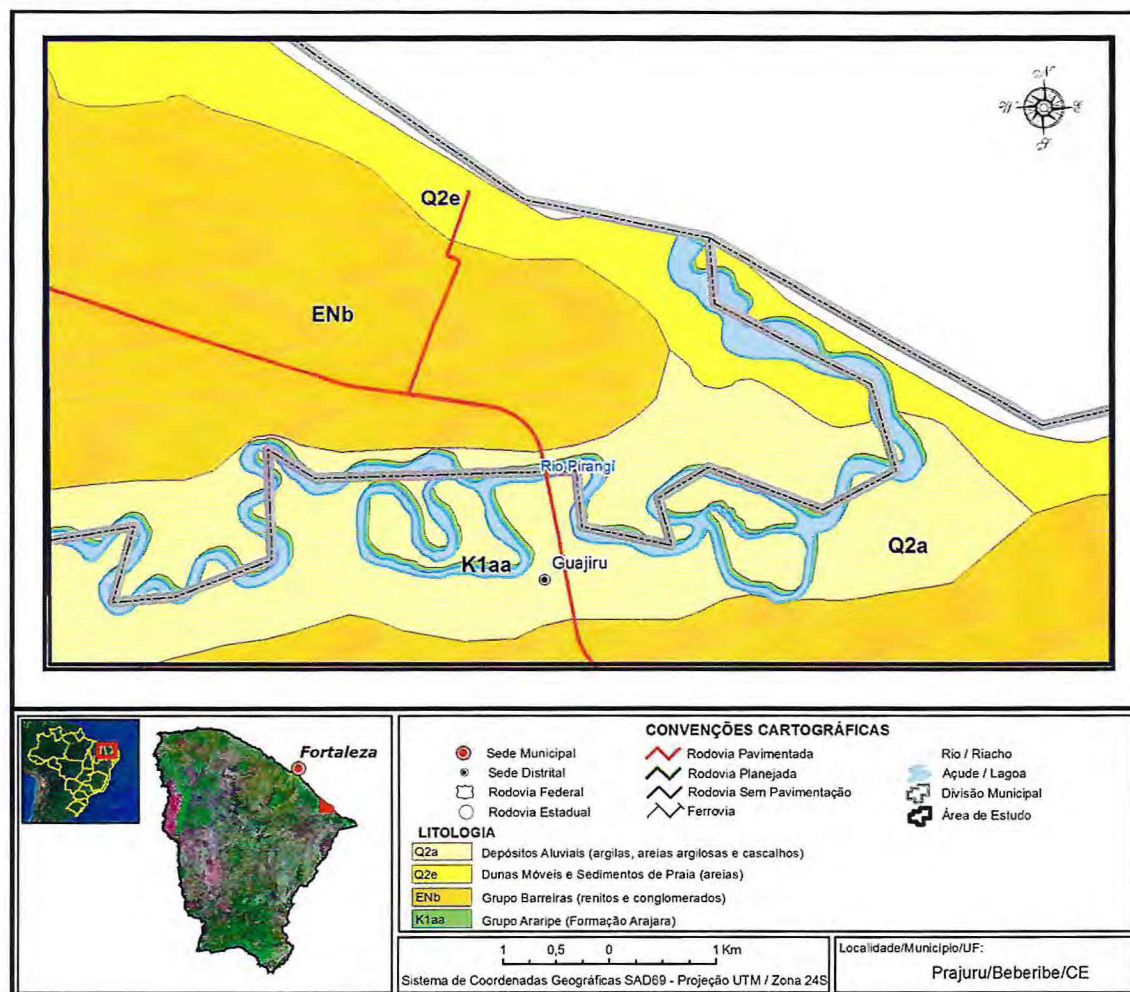 N
W E
S
Q2e
ENb
Rio Pirangi
K1aa
Guajiru
Q2a
Fortaleza
CONVENÇÕES CARTOGRÁFICAS
Sede Municipal
Sede Distrital
Rodovia Federal
Rodovia Estadual
Rodovia Pavimentada
Rodovia Planejada
Rodovia Sem Pavimentação
Ferrovia
Rio / Riacho
Açude / Lagoa
Divisão Municipal
Área de Estudo
LITOLOGIA
Q2a Depósitos Aluviais (argilas, areias argilosas e cascalhos)
Q2e Dunas Móveis e Sedimentos de Praia (areias)
ENb Grupo Barreiras (renitos e conglomerados)
K1aa Grupo Araripe (Formação Arajara)
1 0,5 0 1 Km
Sistema de Coordenadas Geográficas SAD69 - Projeção UTM / Zona 24S
Localidade/Município/UF:
Prajuru/Beberibe/CE